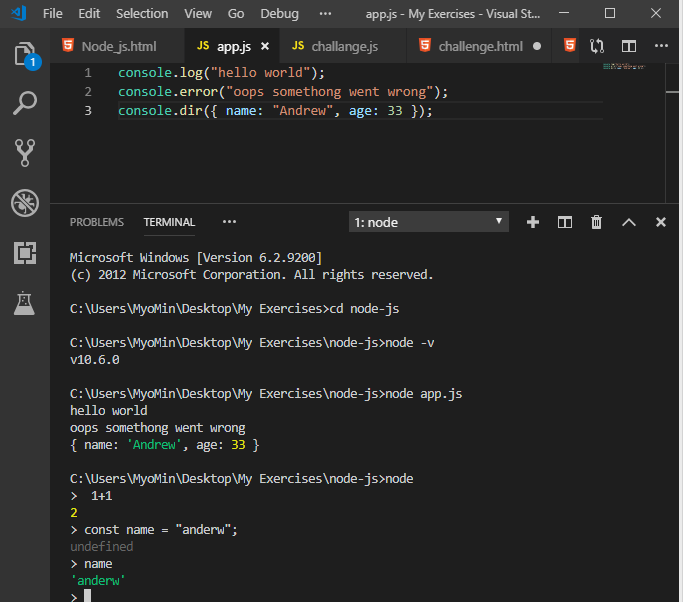 File Edit Selection View Go Debug ··· app.js - My Exercises - Visual St...
Node_js.html JS app.js × JS challange.js challenge.html ●
1
1 console.log("hello world");
2 console.error("oops somethong went wrong");
3 console.dir({ name: "Andrew", age: 33 });
PROBLEMS TERMINAL ··· 1: node
Microsoft Windows [Version 6.2.9200]
(c) 2012 Microsoft Corporation. All rights reserved.
C:\Users\MyoMin\Desktop\My Exercises>cd node-js
C:\Users\MyoMin\Desktop\My Exercises\node-js>node -v
v10.6.0
C:\Users\MyoMin\Desktop\My Exercises\node-js>node app.js
hello world
oops somethong went wrong
{ name: 'Andrew', age: 33 }
C:\Users\MyoMin\Desktop\My Exercises\node-js>node
>  1+1
2
> const name = "anderw";
undefined
> name
'anderw'
>